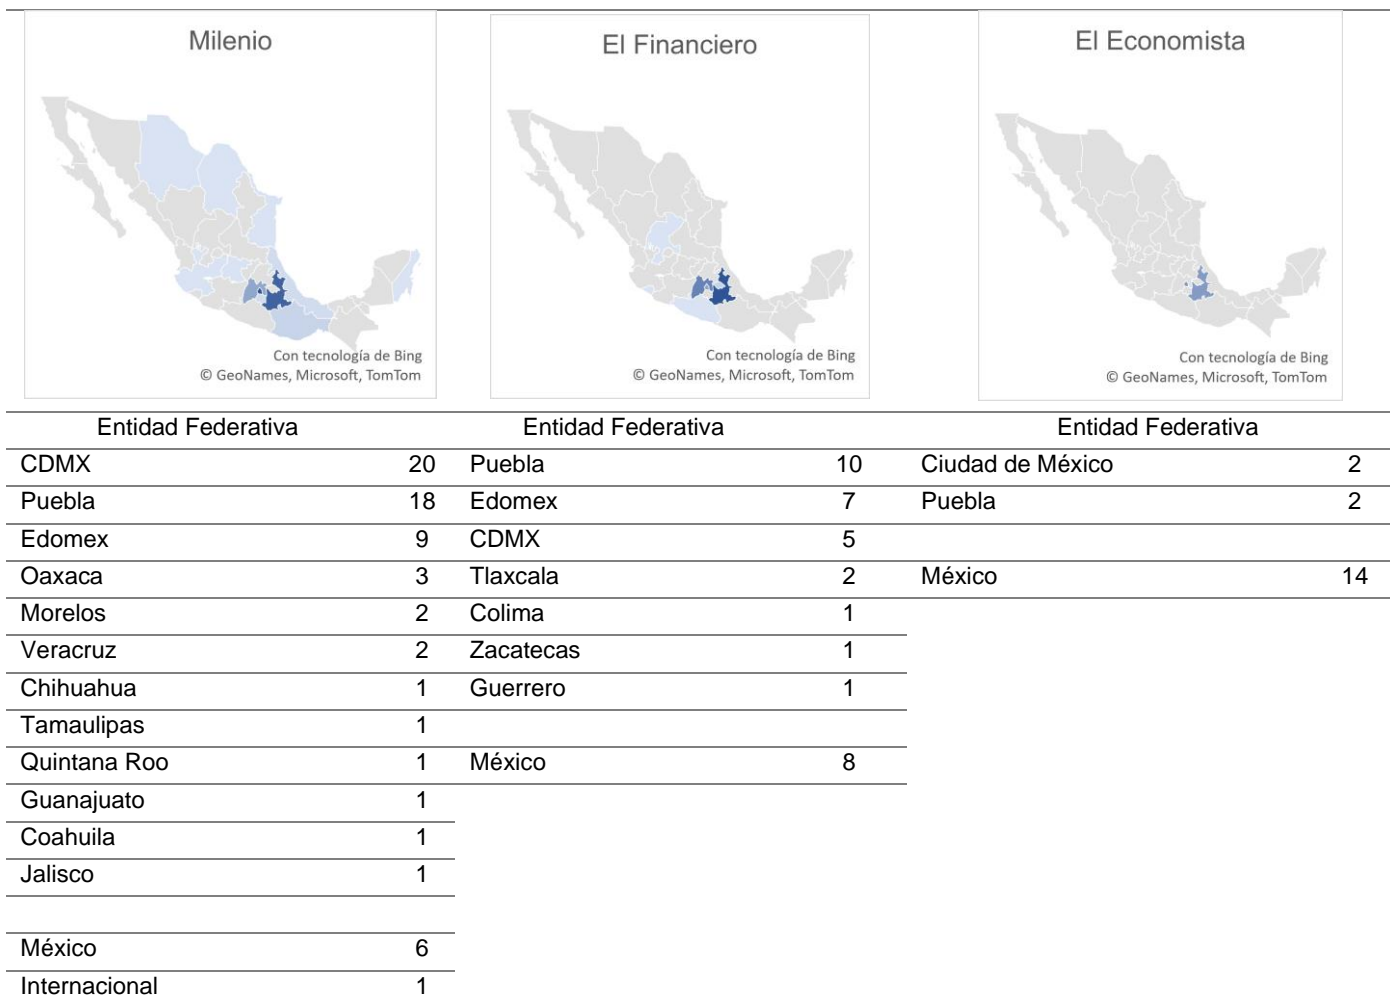 Milenio
El Financiero
El Economista
Con tecnología de Bing
© GeoNames, Microsoft, TomTom
Con tecnología de Bing
© GeoNames, Microsoft, TomTom
Con tecnología de Bing
© GeoNames, Microsoft, TomTom
Entidad Federativa Entidad Federativa Entidad Federativa
CDMX 20 Puebla 10 Ciudad de México 2
Puebla 18 Edomex 7 Puebla 2
Edomex 9 CDMX 5
Oaxaca 3 Tlaxcala 2 México 14
Morelos 2 Colima 1
Veracruz 2 Zacatecas 1
Chihuahua 1 Guerrero 1
Tamaulipas 1
Quintana Roo 1 México 8
Guanajuato 1
Coahuila 1
Jalisco 1
México 6
Internacional 1